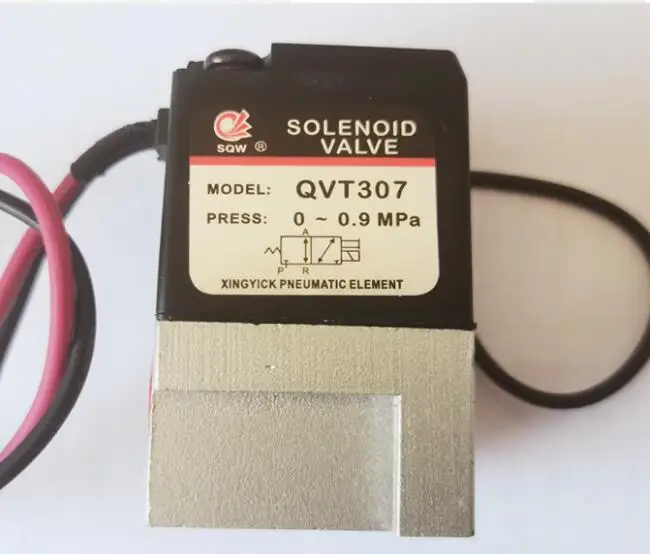 SQW ®
SOLENOID
VALVE
MODEL: QVT307
PRESS: 0 ~ 0.9 MPa
A
P R
XINGYICK PNEUMATIC ELEMENT